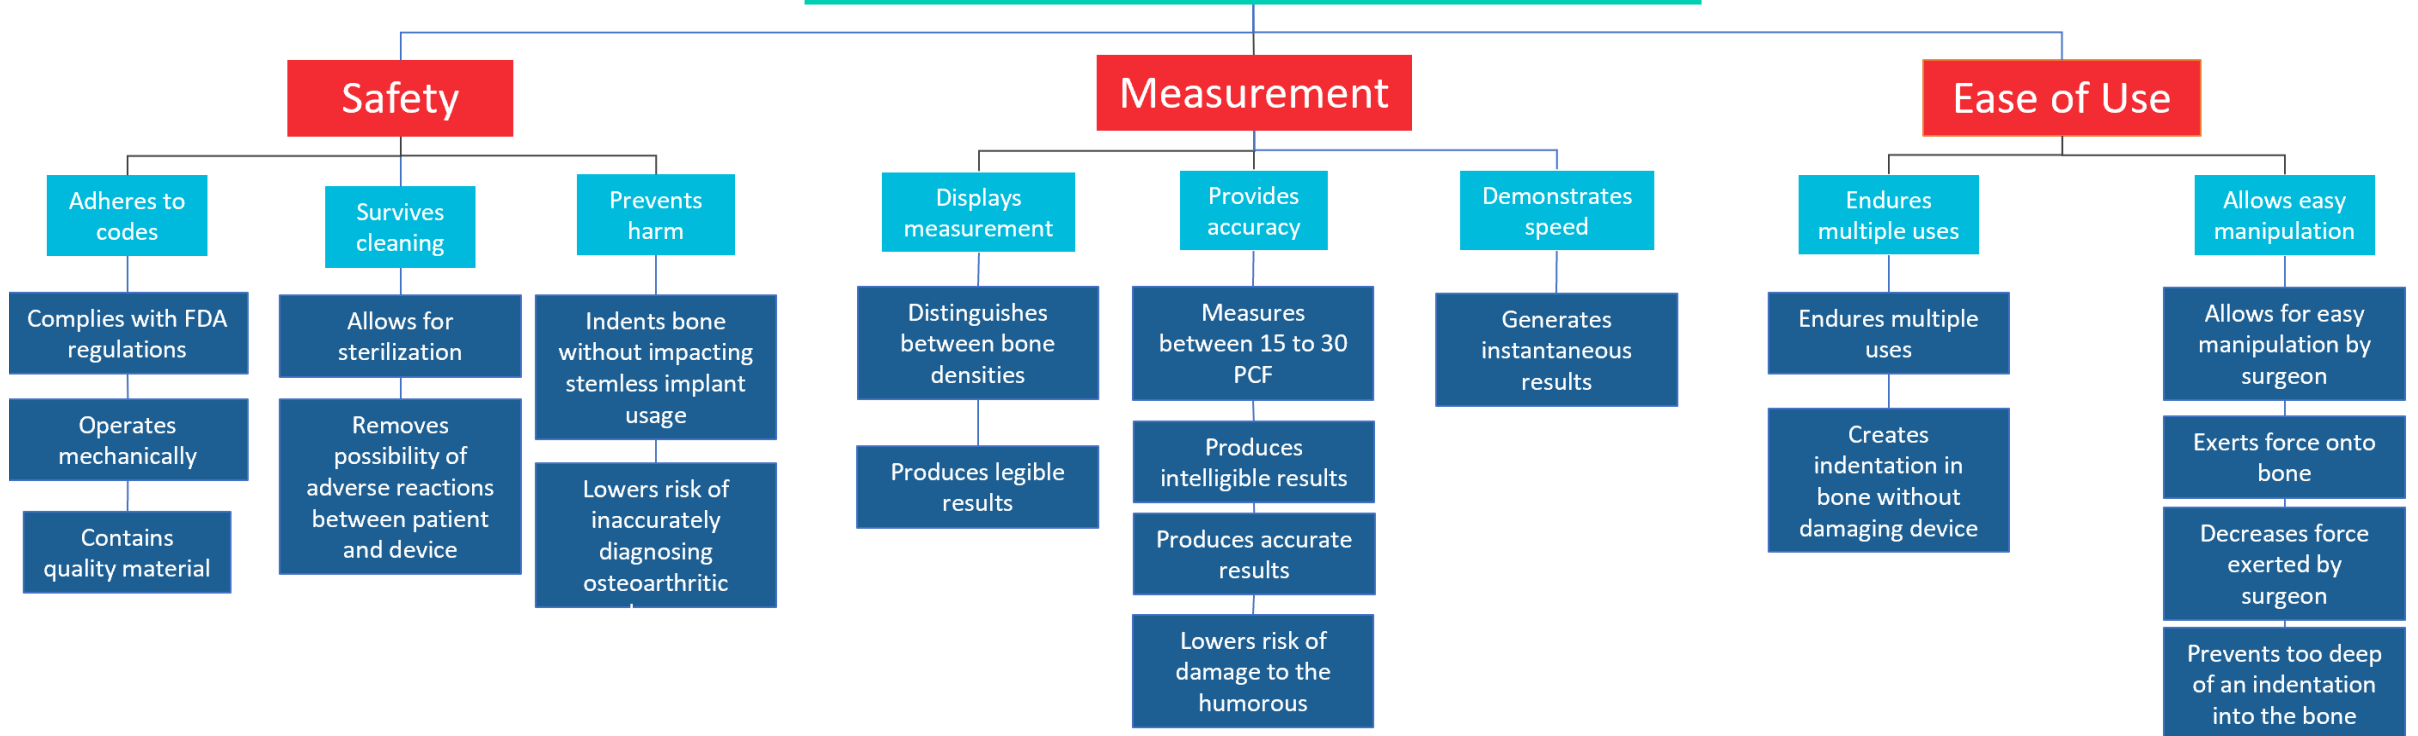 Safety
Measurement
Ease of Use
Adheres to
codes
Survives
cleaning
Prevents
harm
Displays
measurement
Provides
accuracy
Demonstrates
speed
Endures
multiple uses
Allows easy
manipulation
Complies with FDA
regulations
Operates
mechanically
Contains
quality material
Allows for
sterilization
Removes
possibility of
adverse reactions
between patient
and device
Indents bone
without impacting
stemless implant
usage
Lowers risk of
inaccurately
diagnosing
osteoarthritic
Distinguishes
between bone
densities
Produces legible
results
Measures
between 15 to 30
PCF
Produces
intelligible results
Produces accurate
results
Lowers risk of
damage to the
humorous
Generates
instantaneous
results
Endures multiple
uses
Creates
indentation in
bone without
damaging device
Allows for easy
manipulation by
surgeon
Exerts force onto
bone
Decreases force
exerted by
surgeon
Prevents too deep
of an indentation
into the bone